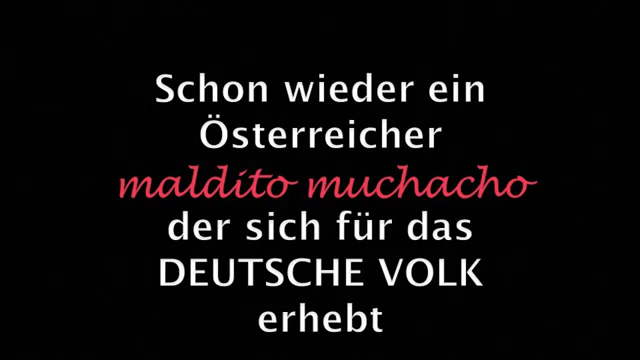 Schon wieder ein
Österreicher
maldito muchacho
der sich für das
DEUTSCHE VOLK
erhebt